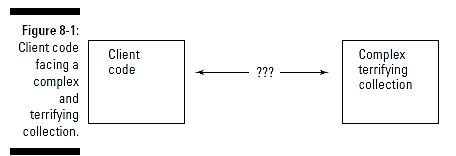 Figure 8-1:
Client code
facing a
complex
and
terrifying
collection.
Client
code
???
Complex
terrifying
collection